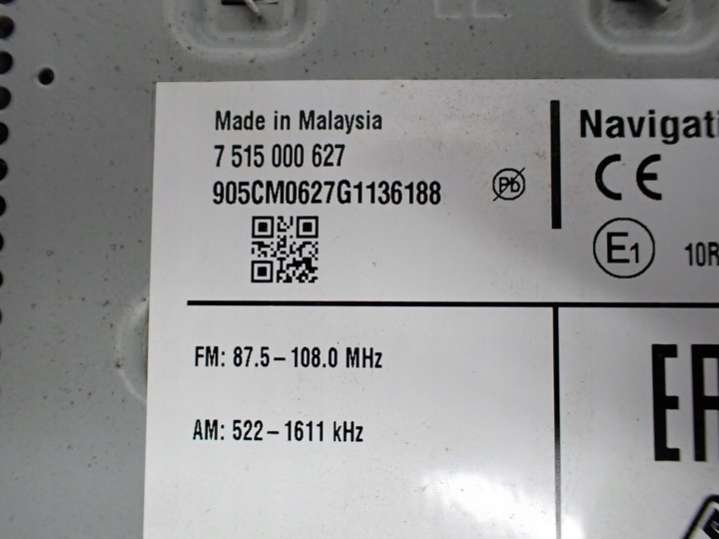 Made in Malaysia
7 515 000 627
905CM0627G1136188
Pb
FM: 87.5 – 108.0 MHz
AM: 522 – 1611 kHz
Navigati
CE
E1
10R
EAC